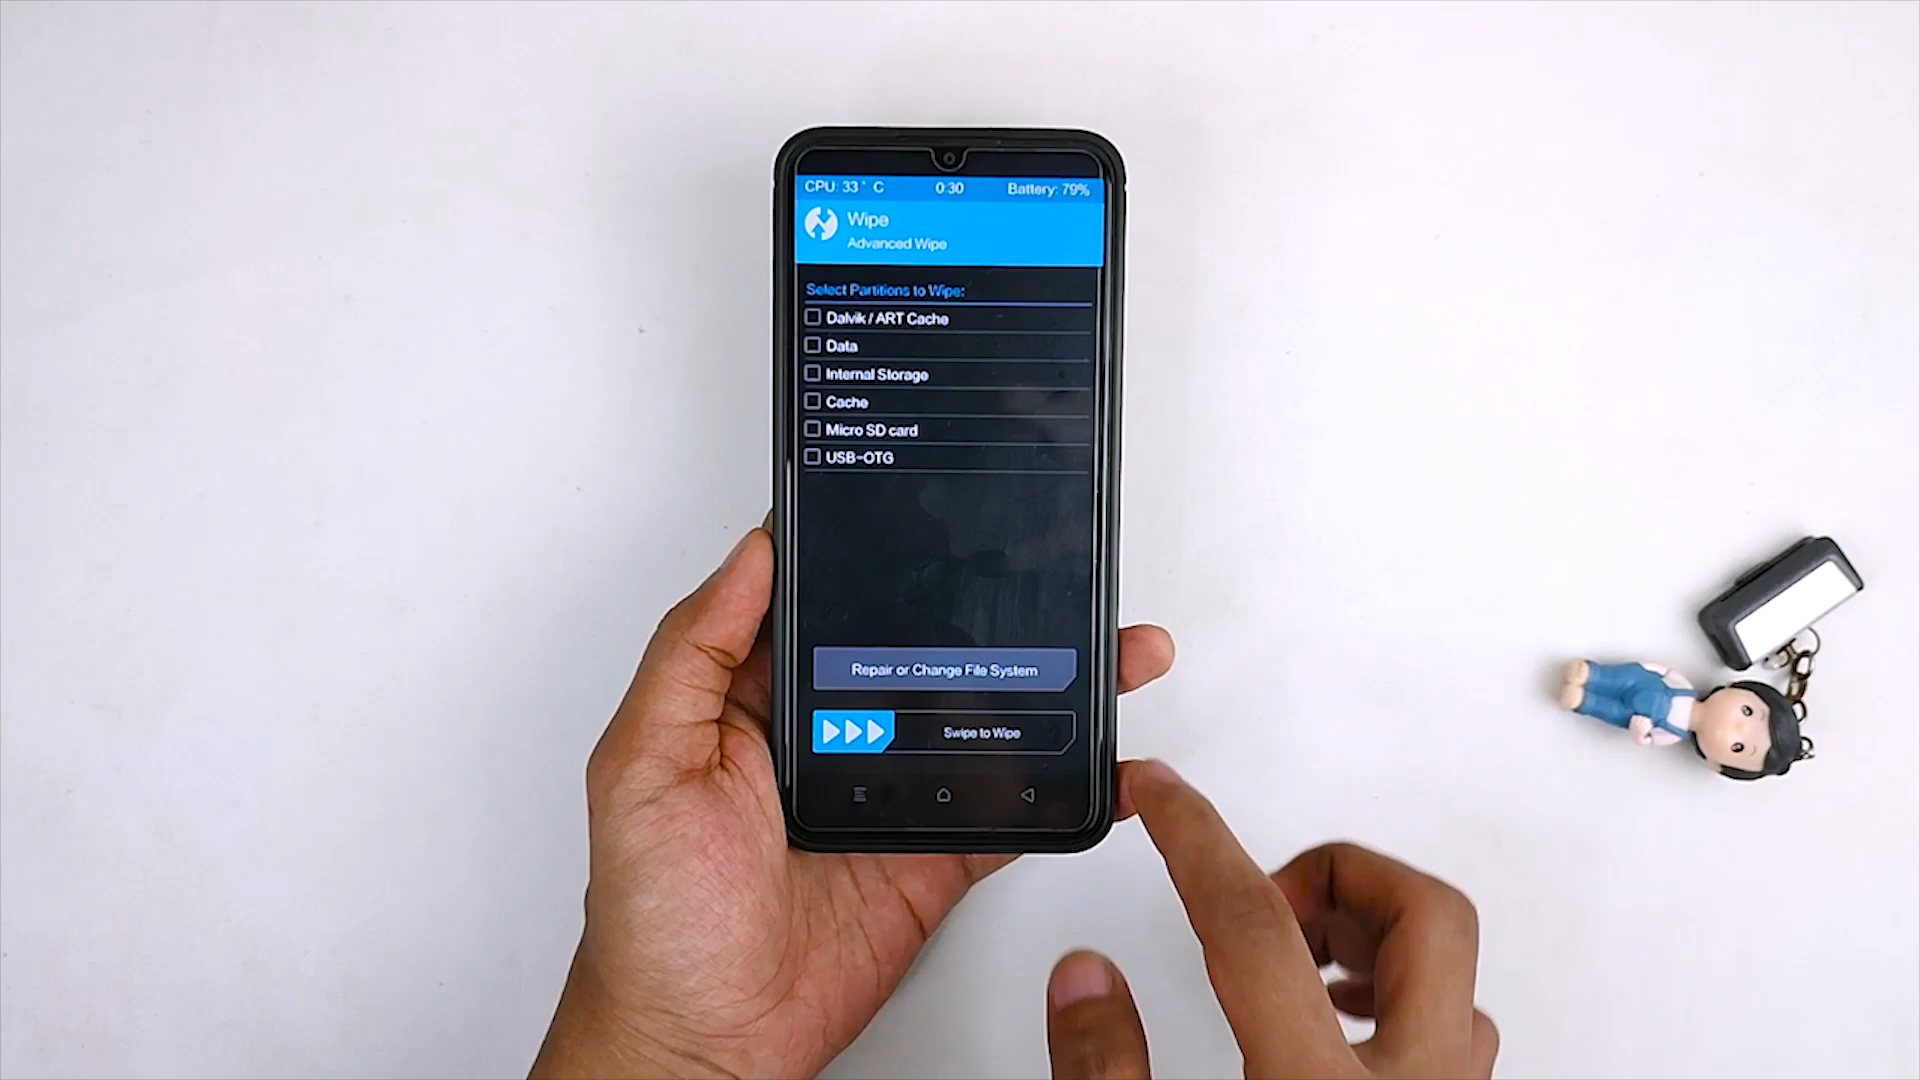 CPU: 33° C 0:30 Battery: 79%
Wipe
Advanced Wipe
Select Partitions to Wipe:
Dalvik / ART Cache
Data
Internal Storage
Cache
Micro SD card
USB-OTG
Repair or Change File System
Swipe to Wipe